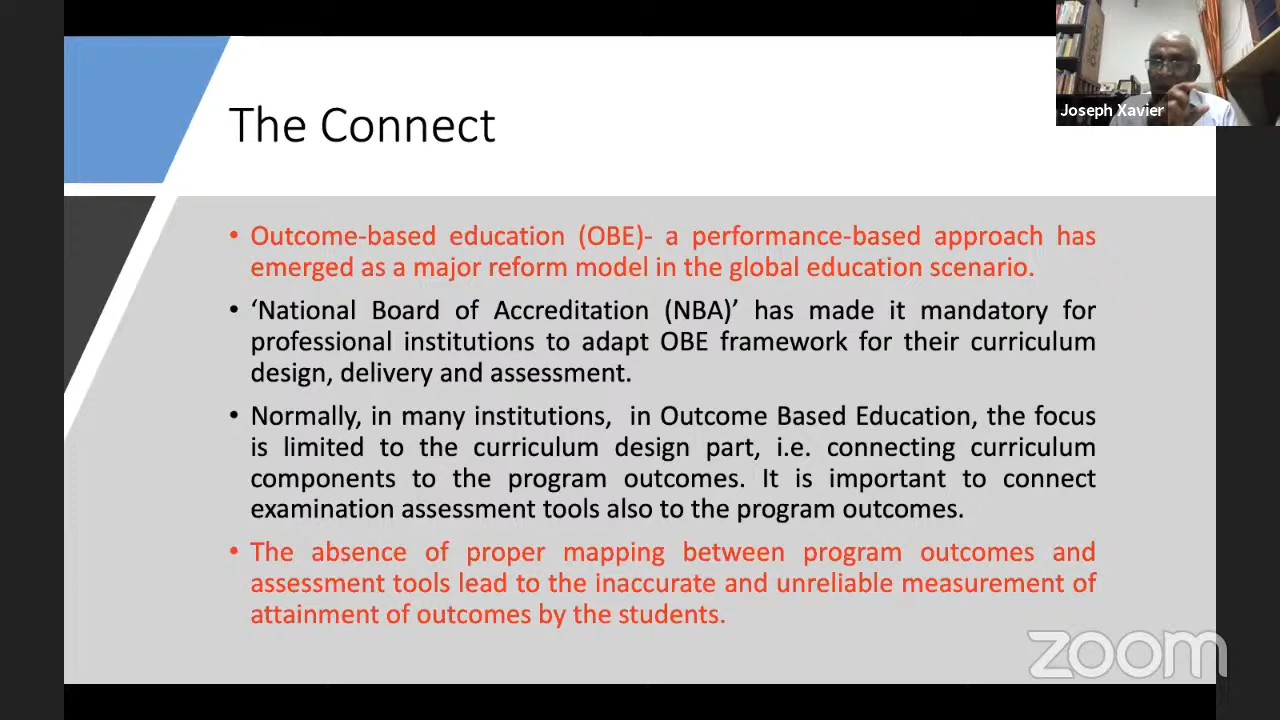 The Connect
Joseph Xavier
• Outcome-based education (OBE)- a performance-based approach has
emerged as a major reform model in the global education scenario.
• ‘National Board of Accreditation (NBA)’ has made it mandatory for
professional institutions to adapt OBE framework for their curriculum
design, delivery and assessment.
• Normally, in many institutions, in Outcome Based Education, the focus
is limited to the curriculum design part, i.e. connecting curriculum
components to the program outcomes. It is important to connect
examination assessment tools also to the program outcomes.
• The absence of proper mapping between program outcomes and
assessment tools lead to the inaccurate and unreliable measurement of
attainment of outcomes by the students.
zoom